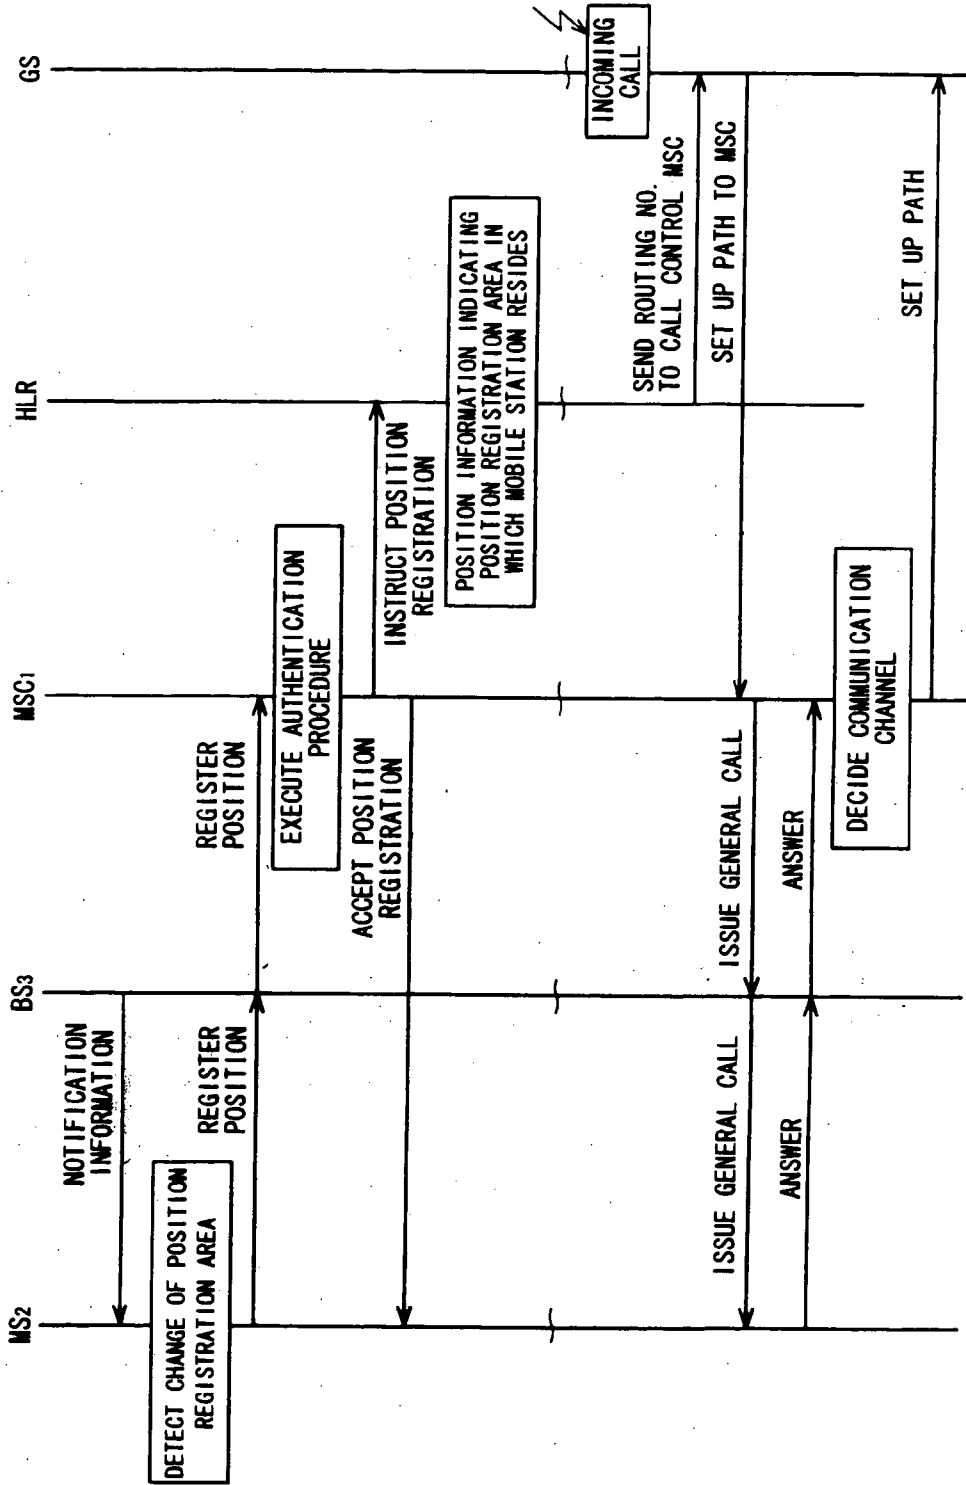 MS2
BS3
MSC1
HLR
GS
NOTIFICATION
INFORMATION
DETECT CHANGE OF POSITION
REGISTRATION AREA
REGISTER
POSITION
REGISTER
POSITION
EXECUTE AUTHENTICATION
PROCEDURE
INSTRUCT POSITION
REGISTRATION
ACCEPT POSITION
REGISTRATION
POSITION INFORMATION INDICATING
POSITION REGISTRATION AREA IN
WHICH MOBILE STATION RESIDES
INCOMING
CALL
SEND ROUTING NO.
TO CALL CONTROL MSC
SET UP PATH TO MSC
ISSUE GENERAL CALL
ISSUE GENERAL CALL
ANSWER
ANSWER
DECIDE COMMUNICATION
CHANNEL
SET UP PATH